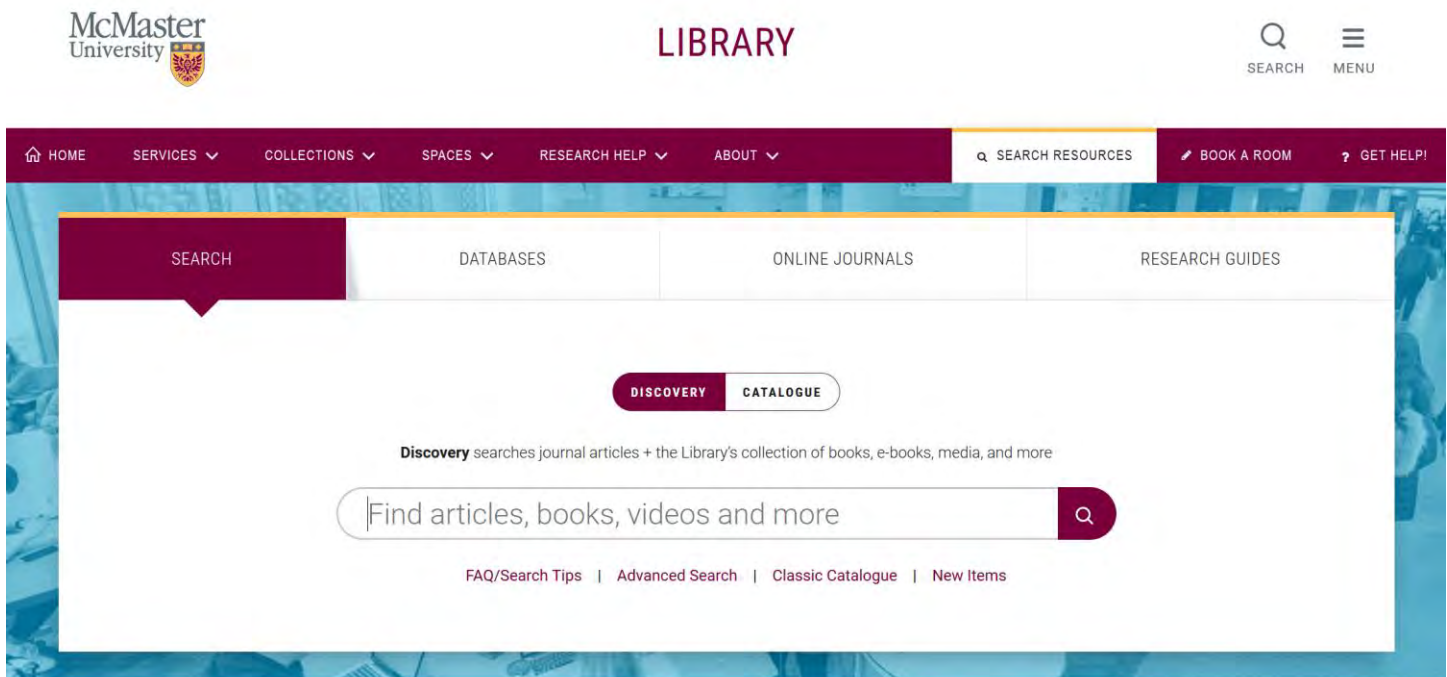 McMaster
University
LIBRARY
SEARCH MENU
HOME SERVICES COLLECTIONS SPACES RESEARCH HELP ABOUT SEARCH RESOURCES BOOK A ROOM ? GET HELP!
SEARCH DATABASES ONLINE JOURNALS RESEARCH GUIDES
DISCOVERY CATALOGUE
Discovery searches journal articles + the Library's collection of books, e-books, media, and more
Find articles, books, videos and more
FAQ/Search Tips | Advanced Search | Classic Catalogue | New Items